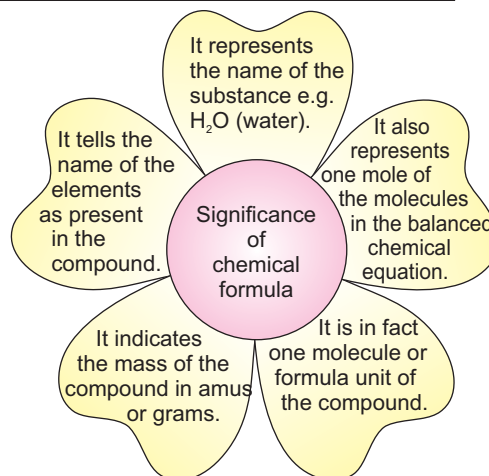 It represents
the name of the
substance e.g.
H₂O (water).
It also
represents
one mole of
the molecules
in the balanced
chemical
equation.
It is in fact
one molecule or
formula unit of
the compound.
It indicates
the mass of the
compound in amus
or grams.
It tells the
name of the
elements
as present
in the
compound.
Significance
of
chemical
formula